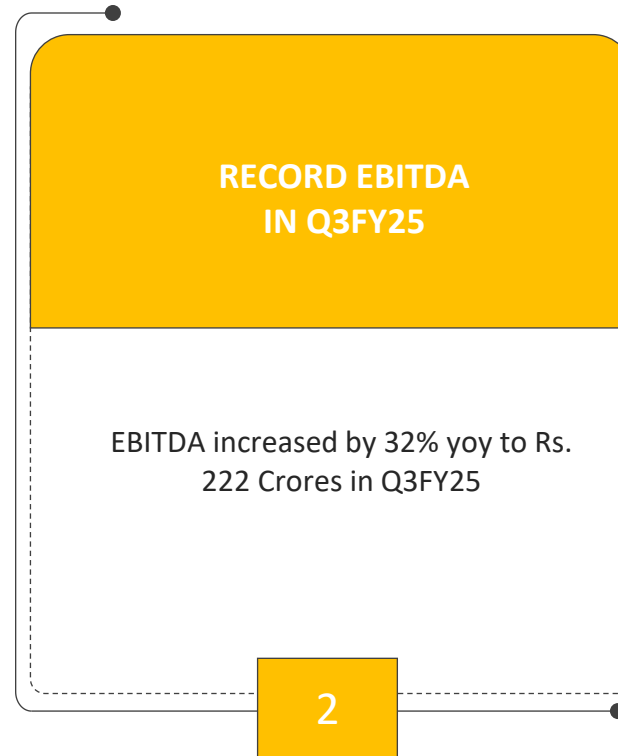 RECORD EBITDA
IN Q3FY25
EBITDA increased by 32% yoy to Rs.
222 Crores in Q3FY25
2